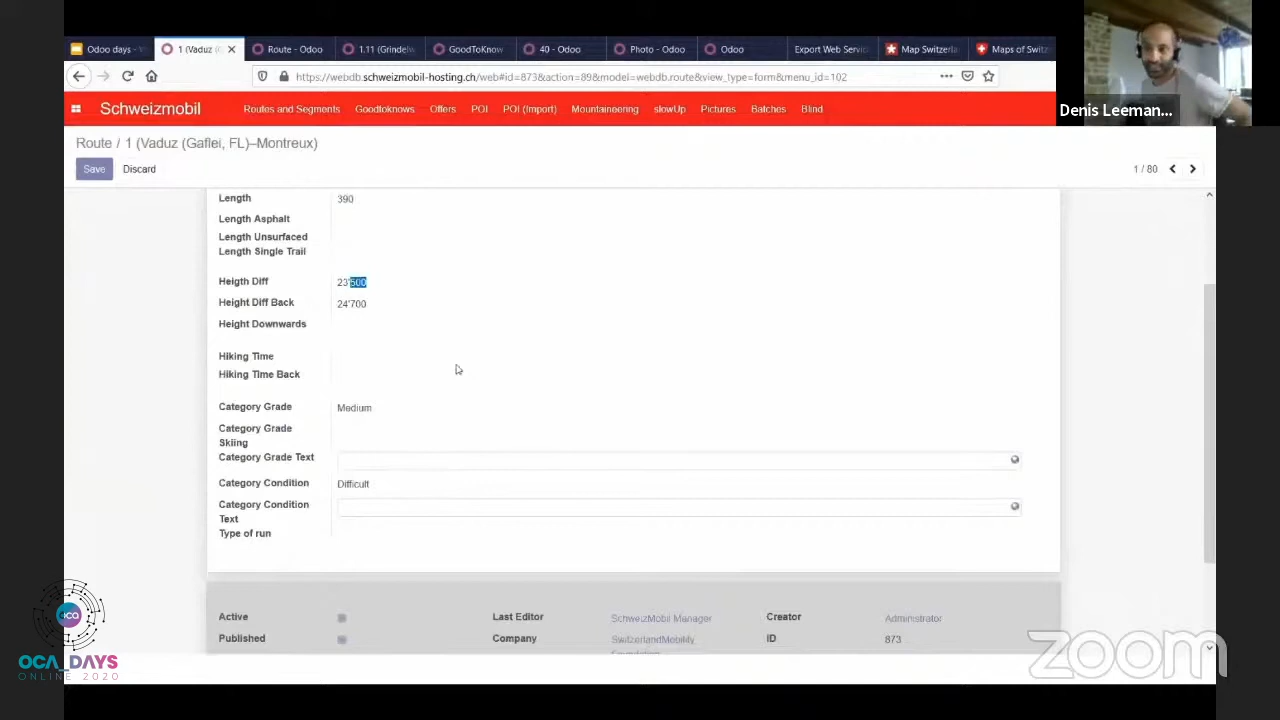 Odoo days -
1 (Vaduz (G
Route - Odoo
1.11 (Grindelw
GoodToKnow
40 - Odoo
Photo - Odoo
Odoo
Export Web Servic
Map Switzerla
Maps of Switz
https://webdb.schweizmobil-hosting.ch/web#id=873&action=89&model=webdb.route&view_type=form&menu_id=102
Schweizmobil
Routes and Segments
Goodtoknows
Offers
POI
POI (Import)
Mountaineering
slowUp
Pictures
Batches
Blind
Denis Leeman...
Route / 1 (Vaduz (Gaflei, FL)–Montreux)
Save Discard
1 / 80
Length 390
Length Asphalt
Length Unsurfaced
Length Single Trail
Heigth Diff 23'500
Height Diff Back 24'700
Height Downwards
Hiking Time
Hiking Time Back
Category Grade Medium
Category Grade
Skiing
Category Grade Text
Category Condition Difficult
Category Condition
Text
Type of run
Active Last Editor SchweizMobil Manager Creator Administrator
Published Company SwitzerlandMobility ID 873
Foundation
oca
OCA_DAYS
ONLINE 2020
zoom